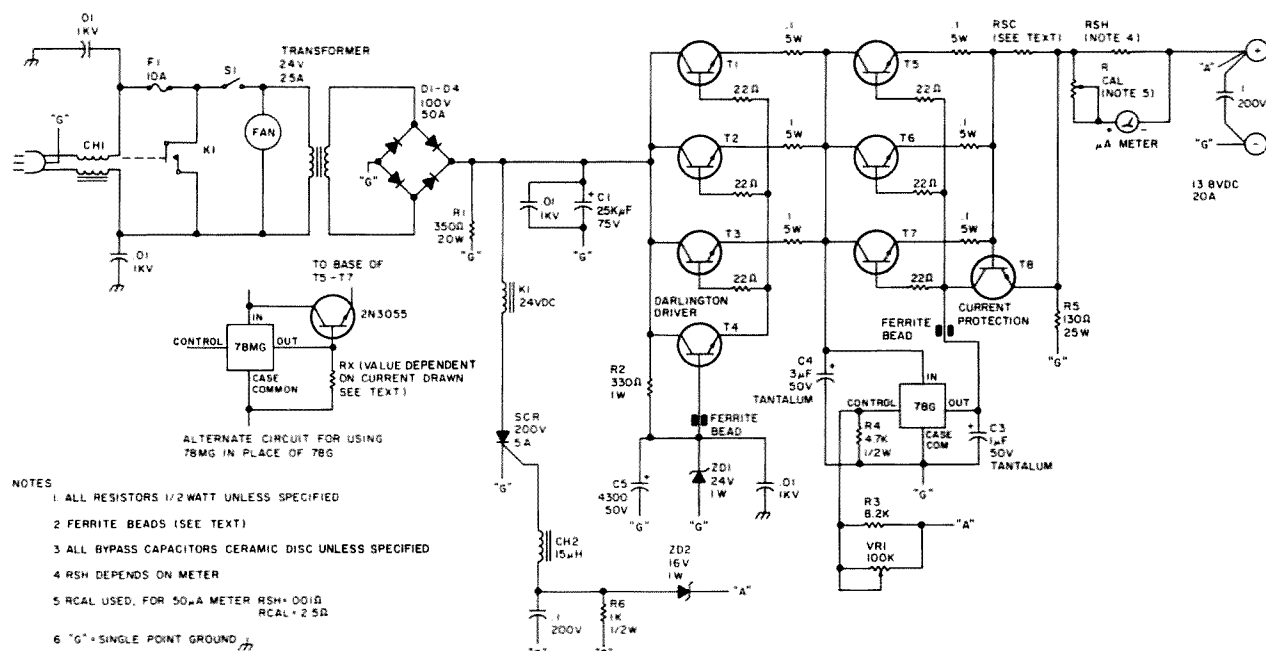 .01
1KV
F1
10A
S1
TRANSFORMER
24V
25A
D1-D4
100V
50A
"G"
CH1
K1
FAN
"G"
.01
1KV
R1
350Ω
20W
"G"
.01
1KV
C1
25KµF
75V
"G"
K1
24VDC
SCR
200V
5A
"G"
CH2
15µH
.1
200V
R6
1K
1/2W
ZD2
16V
1W
"A"
T1
T2
T3
.1
5W
.1
5W
.1
5W
22Ω
22Ω
22Ω
DARLINGTON
DRIVER
T4
R2
330Ω
1W
FERRITE
BEAD
C5
4300
50V
"G"
ZD1
24V
1W
"G"
.01
1KV
T5
T6
T7
.1
5W
.1
5W
.1
5W
22Ω
22Ω
22Ω
T8
CURRENT
PROTECTION
FERRITE
BEAD
C4
3µF
50V
TANTALUM
CONTROL
IN
78G
OUT
CASE
COM
R4
4.7K
1/2W
C3
1µF
50V
TANTALUM
"G"
R3
8.2K
"A"
VR1
100K
RSC
(SEE TEXT)
RSH
(NOTE 4)
R
CAL
(NOTE 5)
+ -
µA METER
R5
130Ω
25W
"G"
+
"A"
.1
200V
"G"
-
13.8VDC
20A
TO BASE OF
T5-T7
2N3055
IN
CONTROL
78MG
OUT
CASE
COMMON
RX (VALUE DEPENDENT
ON CURRENT DRAWN
SEE TEXT)
ALTERNATE CIRCUIT FOR USING
78MG IN PLACE OF 78G
NOTES
1. ALL RESISTORS 1/2 WATT UNLESS SPECIFIED
2 FERRITE BEADS (SEE TEXT)
3 ALL BYPASS CAPACITORS CERAMIC DISC UNLESS SPECIFIED
4 RSH DEPENDS ON METER
5 RCAL USED, FOR 50µA METER RSH=.001Ω
RCAL=2.5Ω
6 "G"=SINGLE POINT GROUND